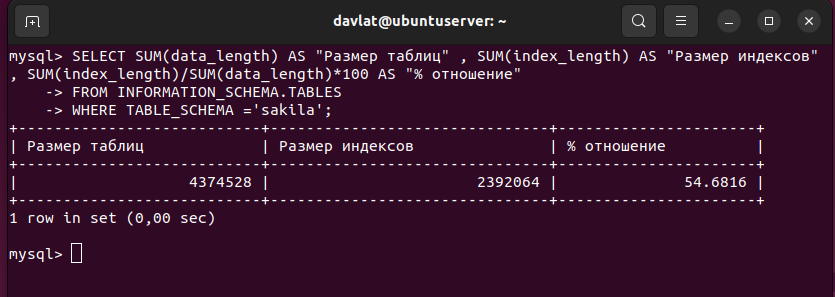 davlat@ubuntuserver: ~
mysql> SELECT SUM(data_length) AS "Размер таблиц" , SUM(index_length) AS "Размер индексов"
, SUM(index_length)/SUM(data_length)*100 AS "% отношение"
    -> FROM INFORMATION_SCHEMA.TABLES
    -> WHERE TABLE_SCHEMA ='sakila';
+---------------------------+-----------------------------+---------------------+
| Размер таблиц             | Размер индексов             | % отношение         |
+---------------------------+-----------------------------+---------------------+
|                   4374528 |                     2392064 |             54.6816 |
+---------------------------+-----------------------------+---------------------+
1 row in set (0,00 sec)
mysql>